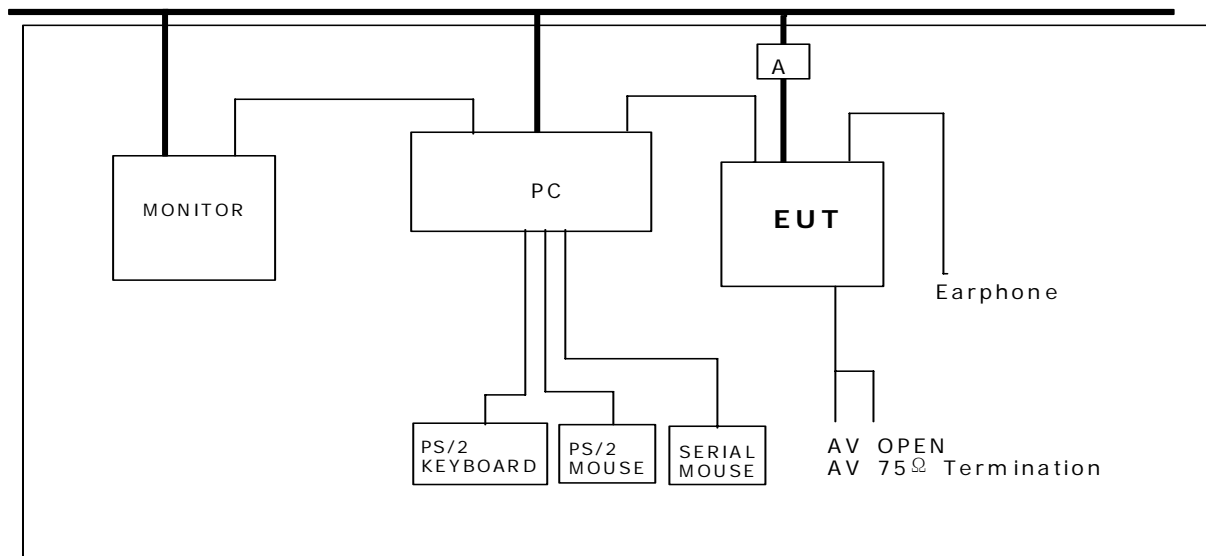 A
MONITOR
PC
EUT
Earphone
PS/2
KEYBOARD
PS/2
MOUSE
SERIAL
MOUSE
AV OPEN
AV 75Ω Termination